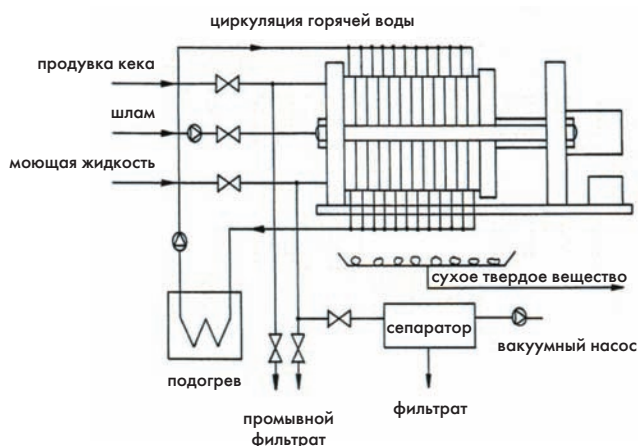 циркуляция горячей воды
продувка кека
шлам
моющая жидкость
сухое твердое вещество
сепаратор
вакуумный насос
подогрев
фильтрат
промывной
фильтрат